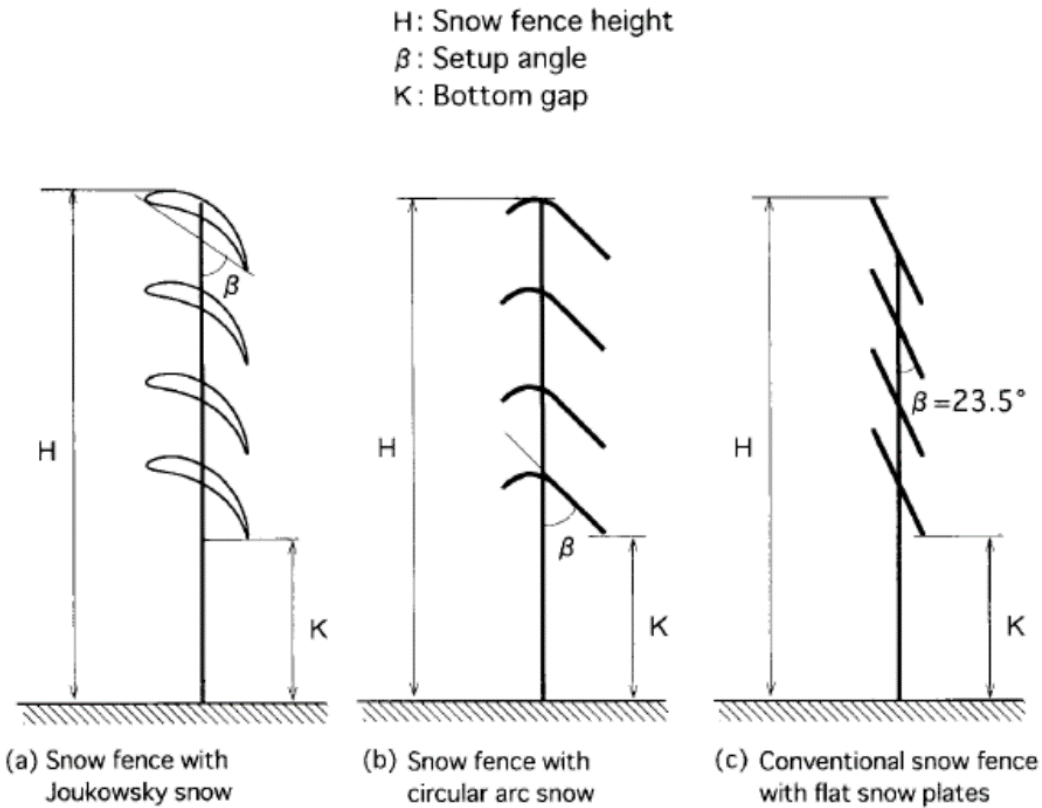 H: Snow fence height
β: Setup angle
K: Bottom gap
β
H
K
H
β
K
β=23.5°
H
K
(a) Snow fence with
Joukowsky snow
(b) Snow fence with
circular arc snow
(c) Conventional snow fence
with flat snow plates